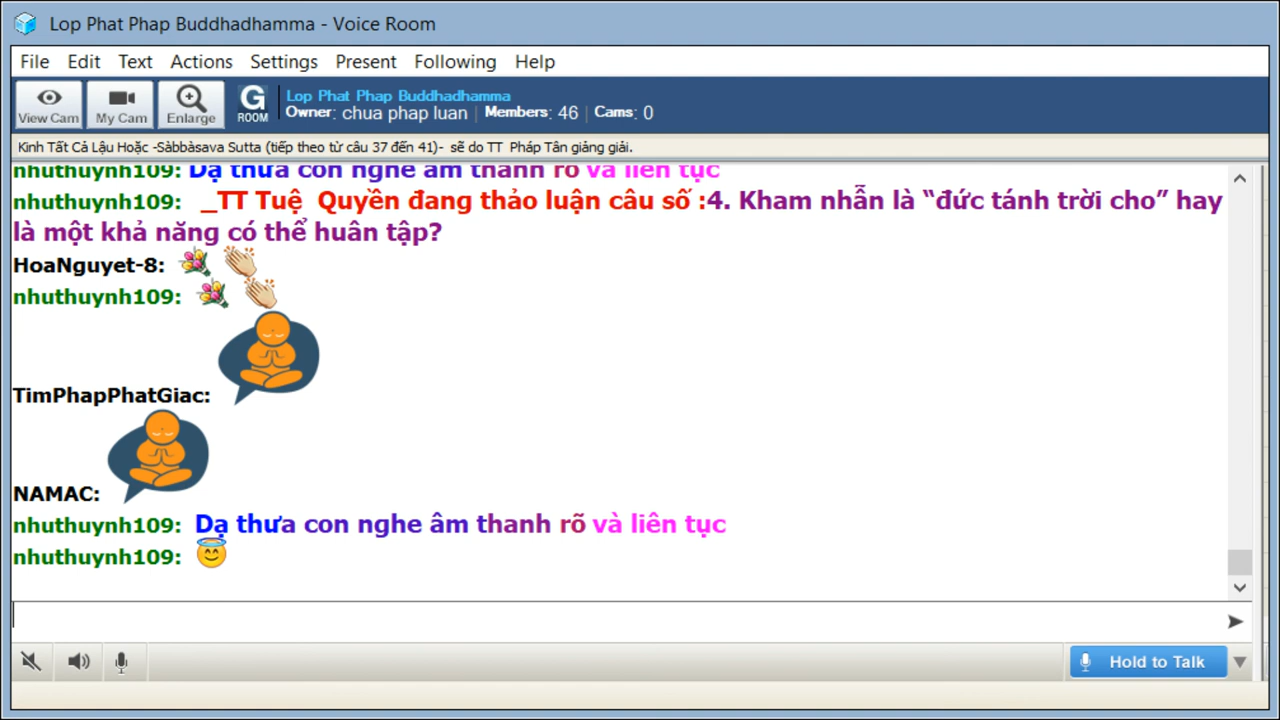 Lop Phat Phap Buddhadhamma - Voice Room
File Edit Text Actions Settings Present Following Help
View Cam My Cam Enlarge G ROOM
Lop Phat Phap Buddhadhamma
Owner: chua phap luan | Members: 46 | Cams: 0
Kinh Tất Cả Lậu Hoặc -Sàbbàsava Sutta (tiếp theo từ câu 37 đến 41)- sẽ do TT Pháp Tân giảng giải.
nhuthuynh109: Dạ thưa con nghe âm thanh rõ và liên tục
nhuthuynh109: _TT Tuệ Quyền đang thảo luận câu số :4. Kham nhẫn là “đức tánh trời cho” hay
là một khả năng có thể huân tập?
HoaNguyet-8:
nhuthuynh109:
TimPhapPhatGiac:
NAMAC:
nhuthuynh109: Dạ thưa con nghe âm thanh rõ và liên tục
nhuthuynh109:
Hold to Talk